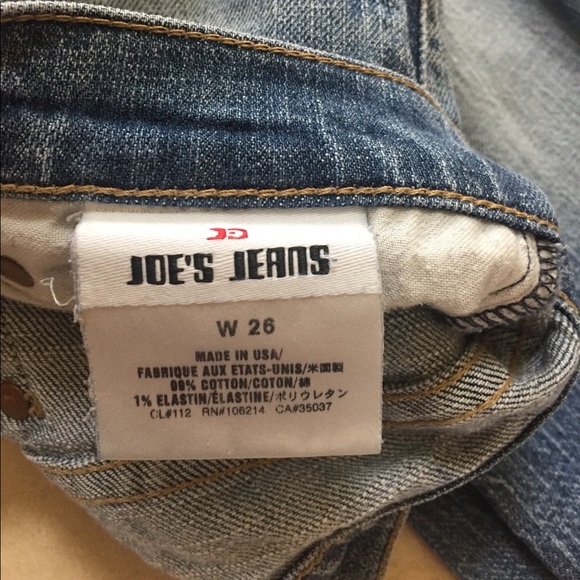 JOE'S JEANS
W 26
MADE IN USA/
FABRIQUE AUX ETATS-UNIS/米国製
99% COTTON/COTON/綿
1% ELASTIN/ÉLASTINE/ポリウレタン
CL#112 RN#106214 CA#35037